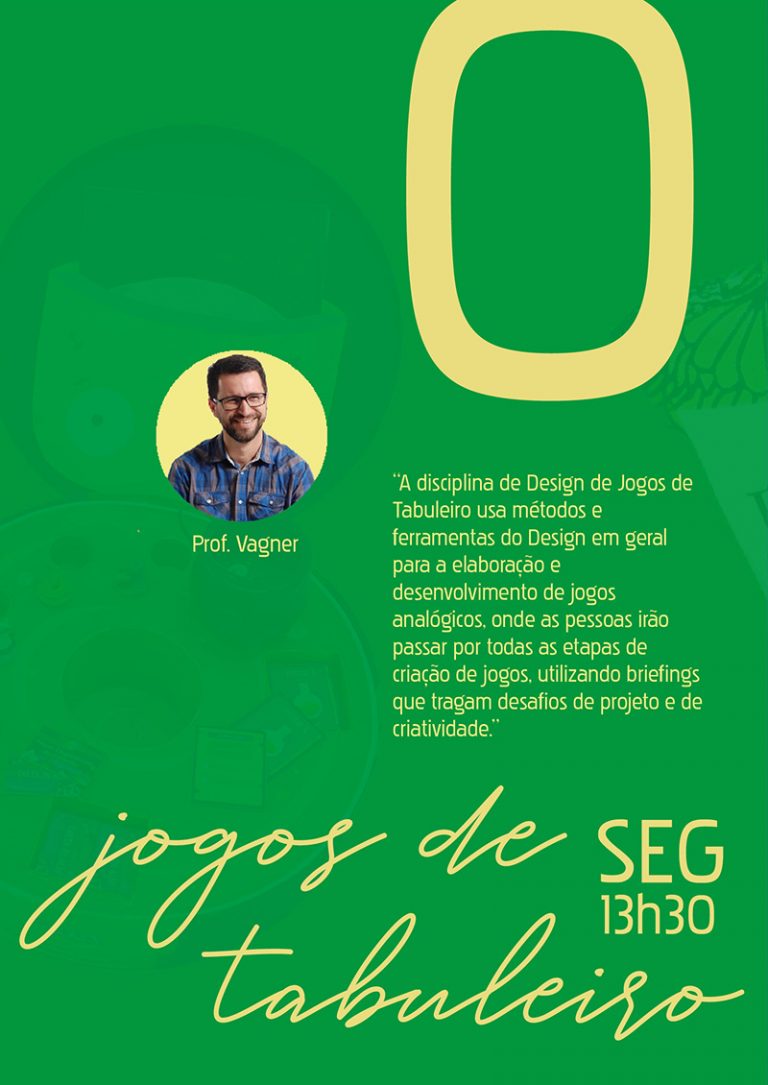 O
Prof. Vagner
“A disciplina de Design de Jogos de
Tabuleiro usa métodos e
ferramentas do Design em geral
para a elaboração e
desenvolvimento de jogos
analógicos, onde as pessoas irão
passar por todas as etapas de
criação de jogos, utilizando briefings
que tragam desafios de projeto e de
criatividade.”
jogos de
SEG
13h30
tabuleiro